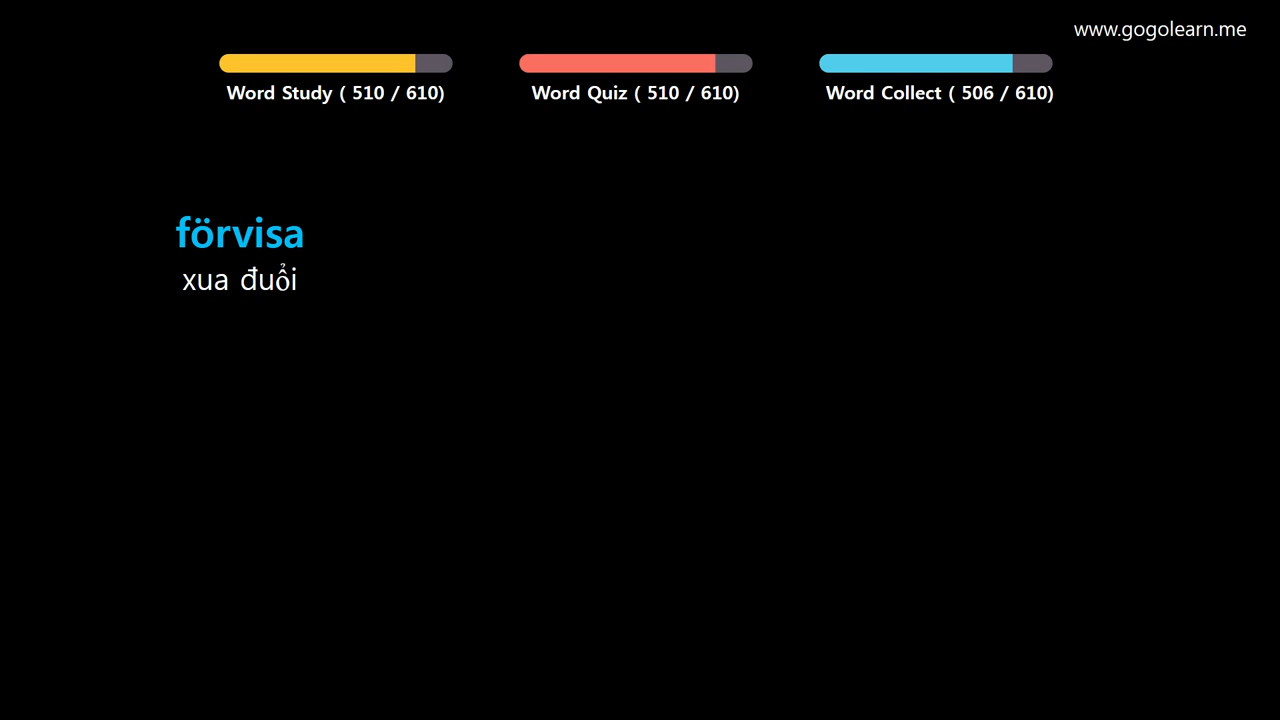 www.gogolearn.me
Word Study ( 510 / 610)
Word Quiz ( 510 / 610)
Word Collect ( 506 / 610)
förvisa
xua đuổi